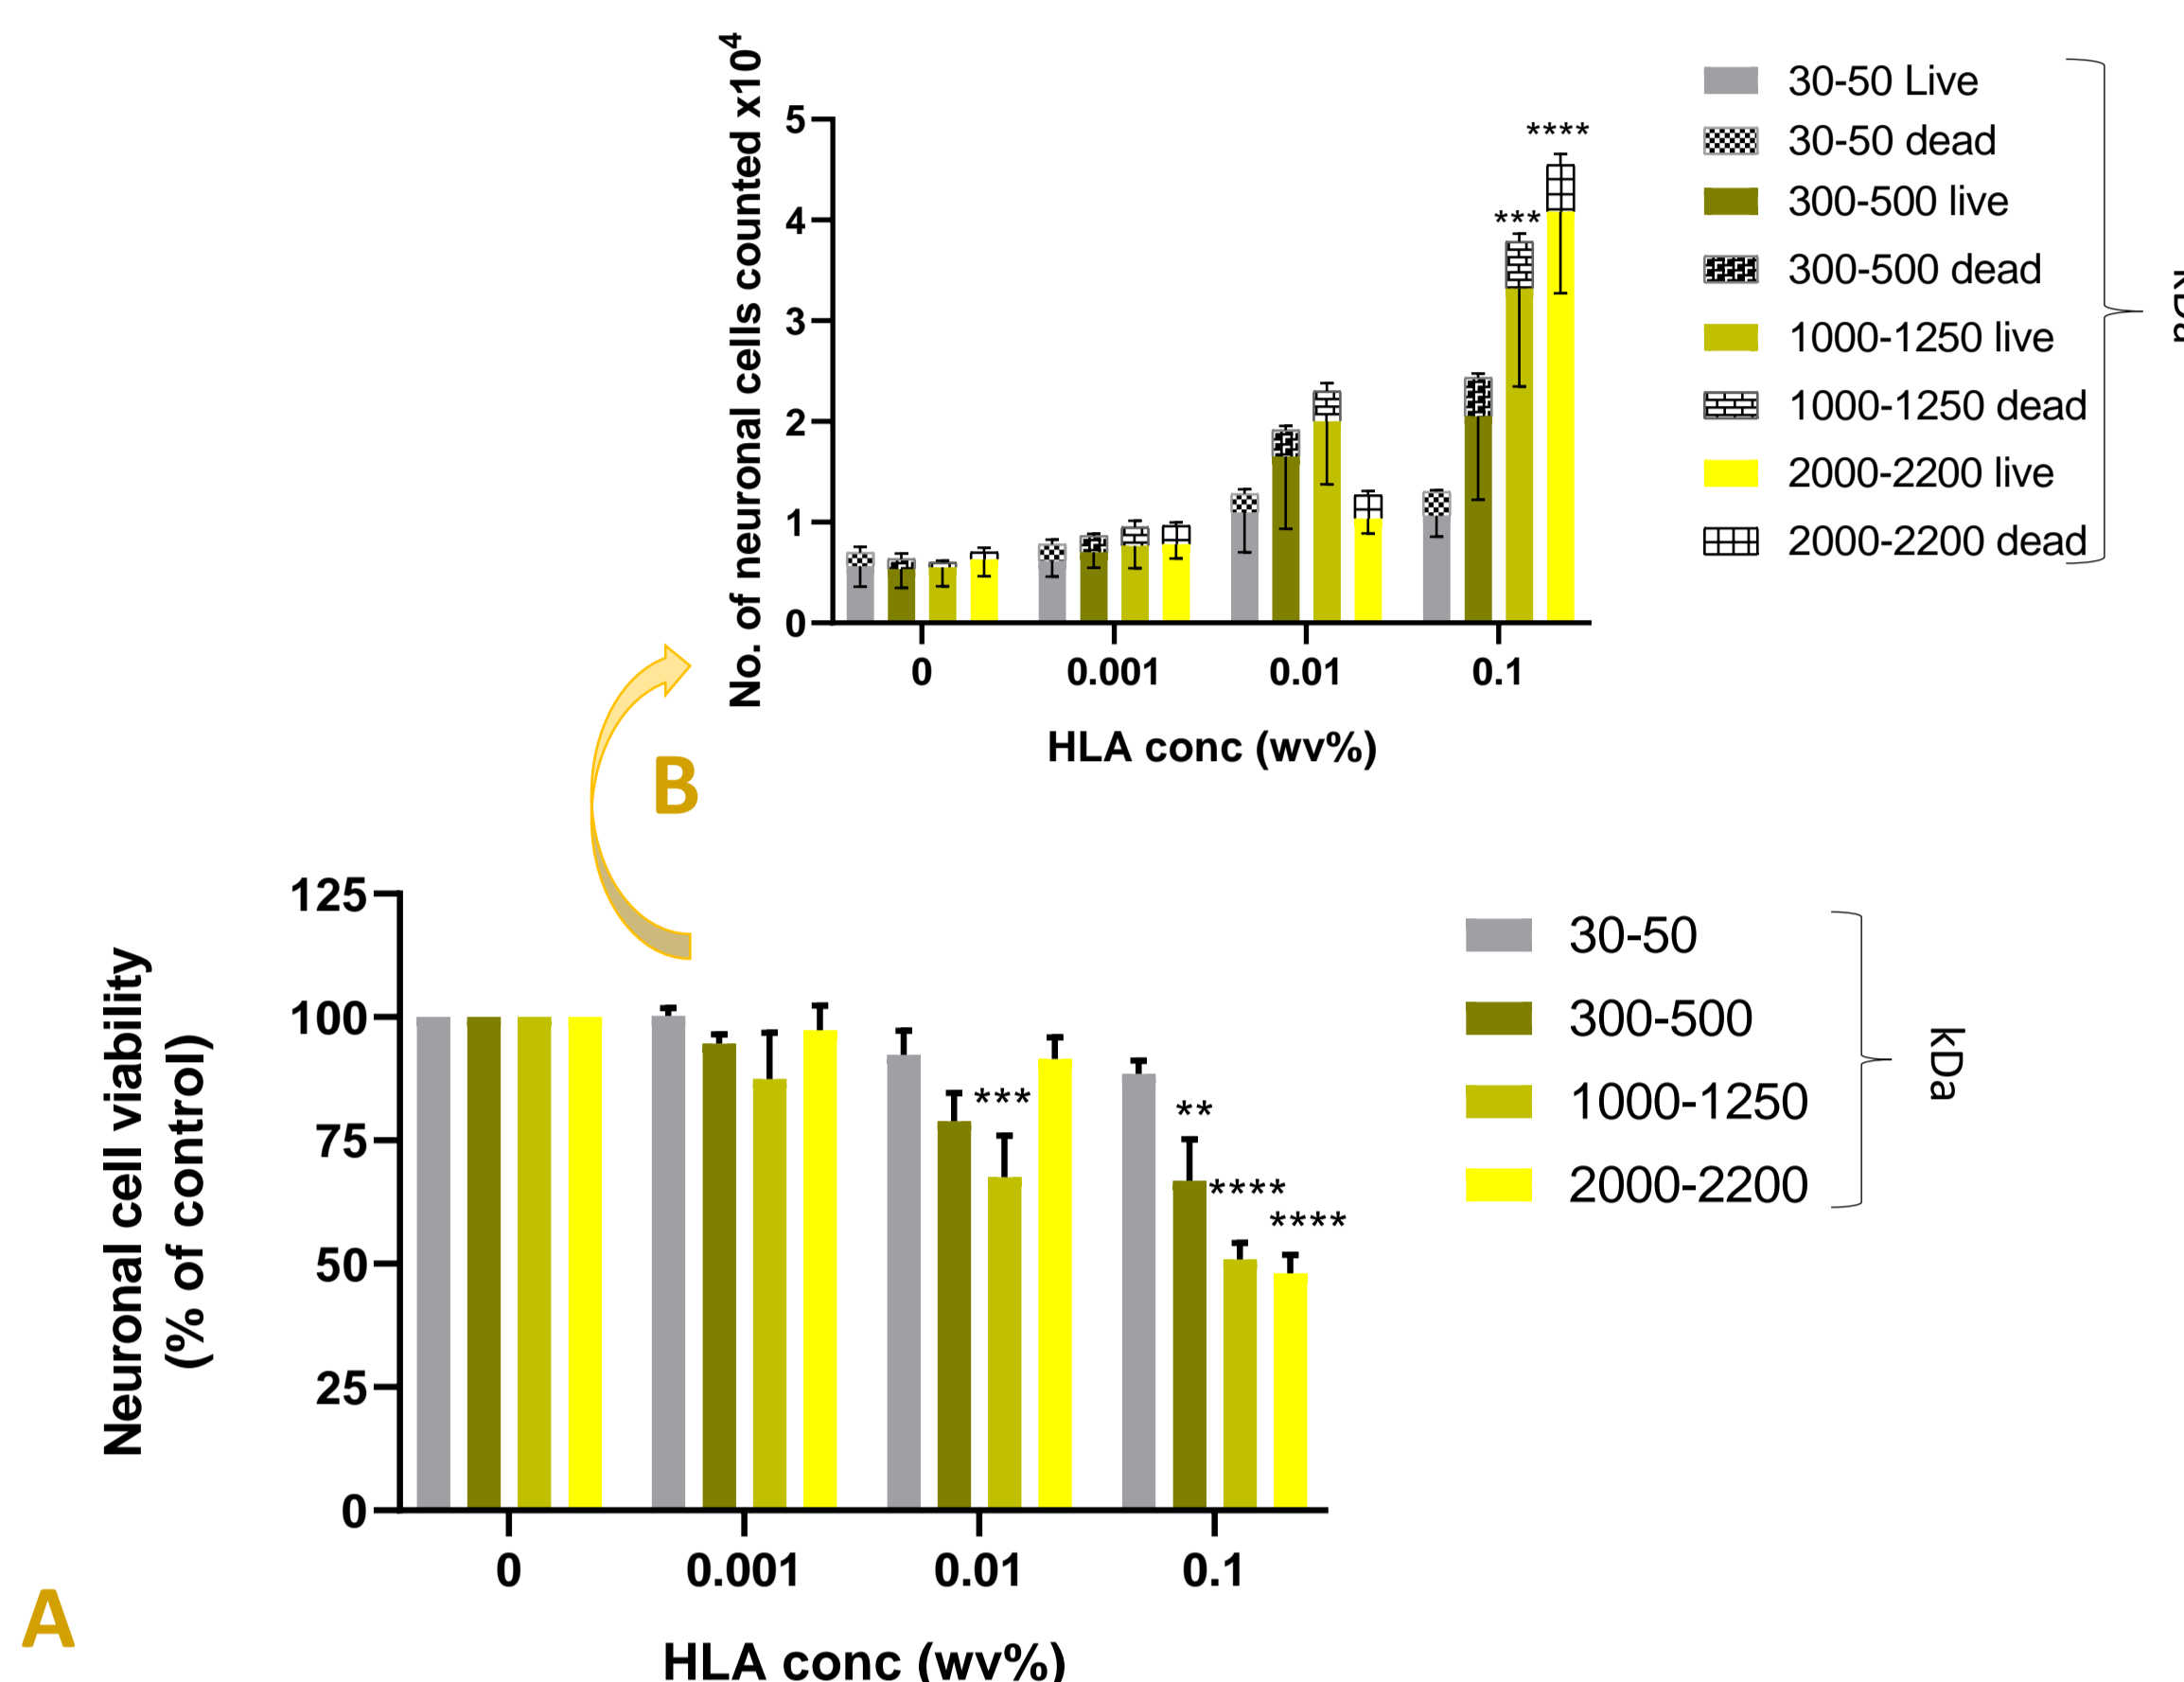 No. of neuronal cells counted x10⁴
5
4
3
2
1
0
****
***
0
0.001
0.01
0.1
HLA conc (wv%)
30-50 Live
30-50 dead
300-500 live
300-500 dead
1000-1250 live
1000-1250 dead
2000-2200 live
2000-2200 dead
kDa
B
Neuronal cell viability
(% of control)
125
100
75
50
25
0
***
**
****
****
0
0.001
0.01
0.1
HLA conc (wv%)
30-50
300-500
1000-1250
2000-2200
kDa
A